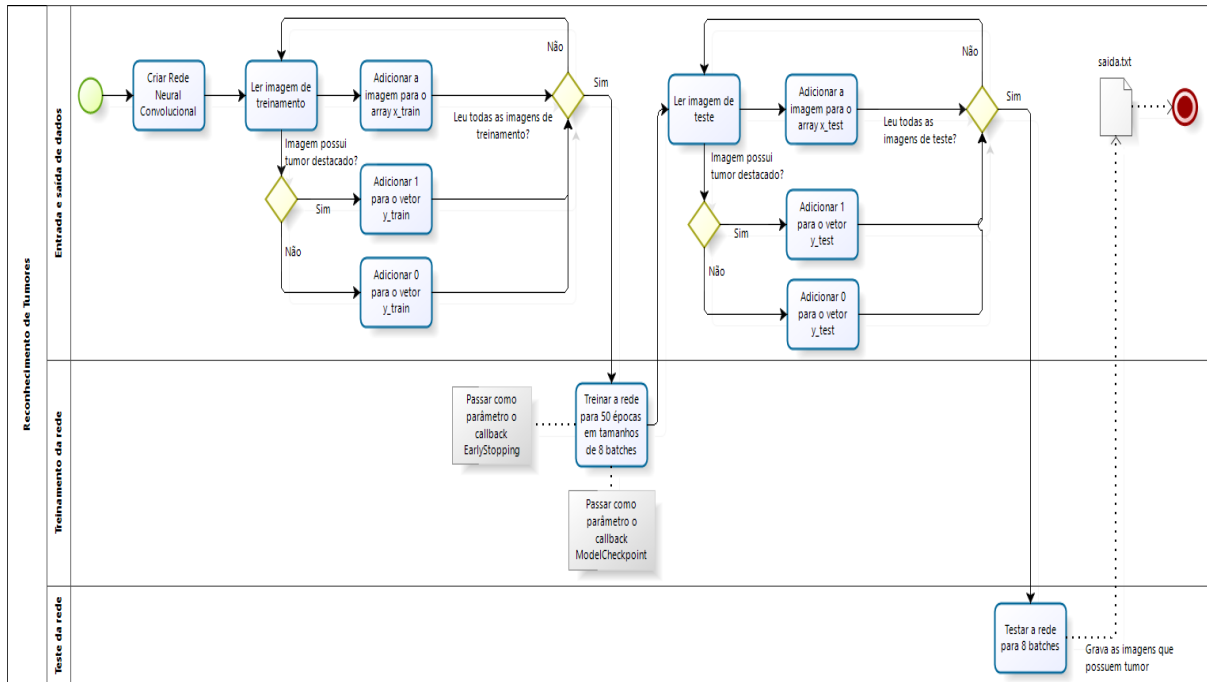 Reconhecimento de Tumores
Entrada e saída de dados
Criar Rede
Neural
Convolucional
Ler imagem de
treinamento
Adicionar a
imagem para o
array x_train
Não
Sim
Leu todas as imagens de
treinamento?
Imagem possui
tumor destacado?
Sim
Adicionar 1
para o vetor
y_train
Não
Adicionar 0
para o vetor
y_train
Ler imagem de
teste
Adicionar a
imagem para o
array x_test
Não
Sim
Leu todas as
imagens de teste?
Imagem possui
tumor destacado?
Sim
Adicionar 1
para o vetor
y_test
Não
Adicionar 0
para o vetor
y_test
saida.txt
Treinamento da rede
Passar como
parâmetro o
callback
EarlyStopping
Treinar a rede
para 50 épocas
em tamanhos
de 8 batches
Passar como
parâmetro o
callback
ModelCheckpoint
Teste da rede
Testar a rede
para 8 batches
Grava as imagens que
possuem tumor